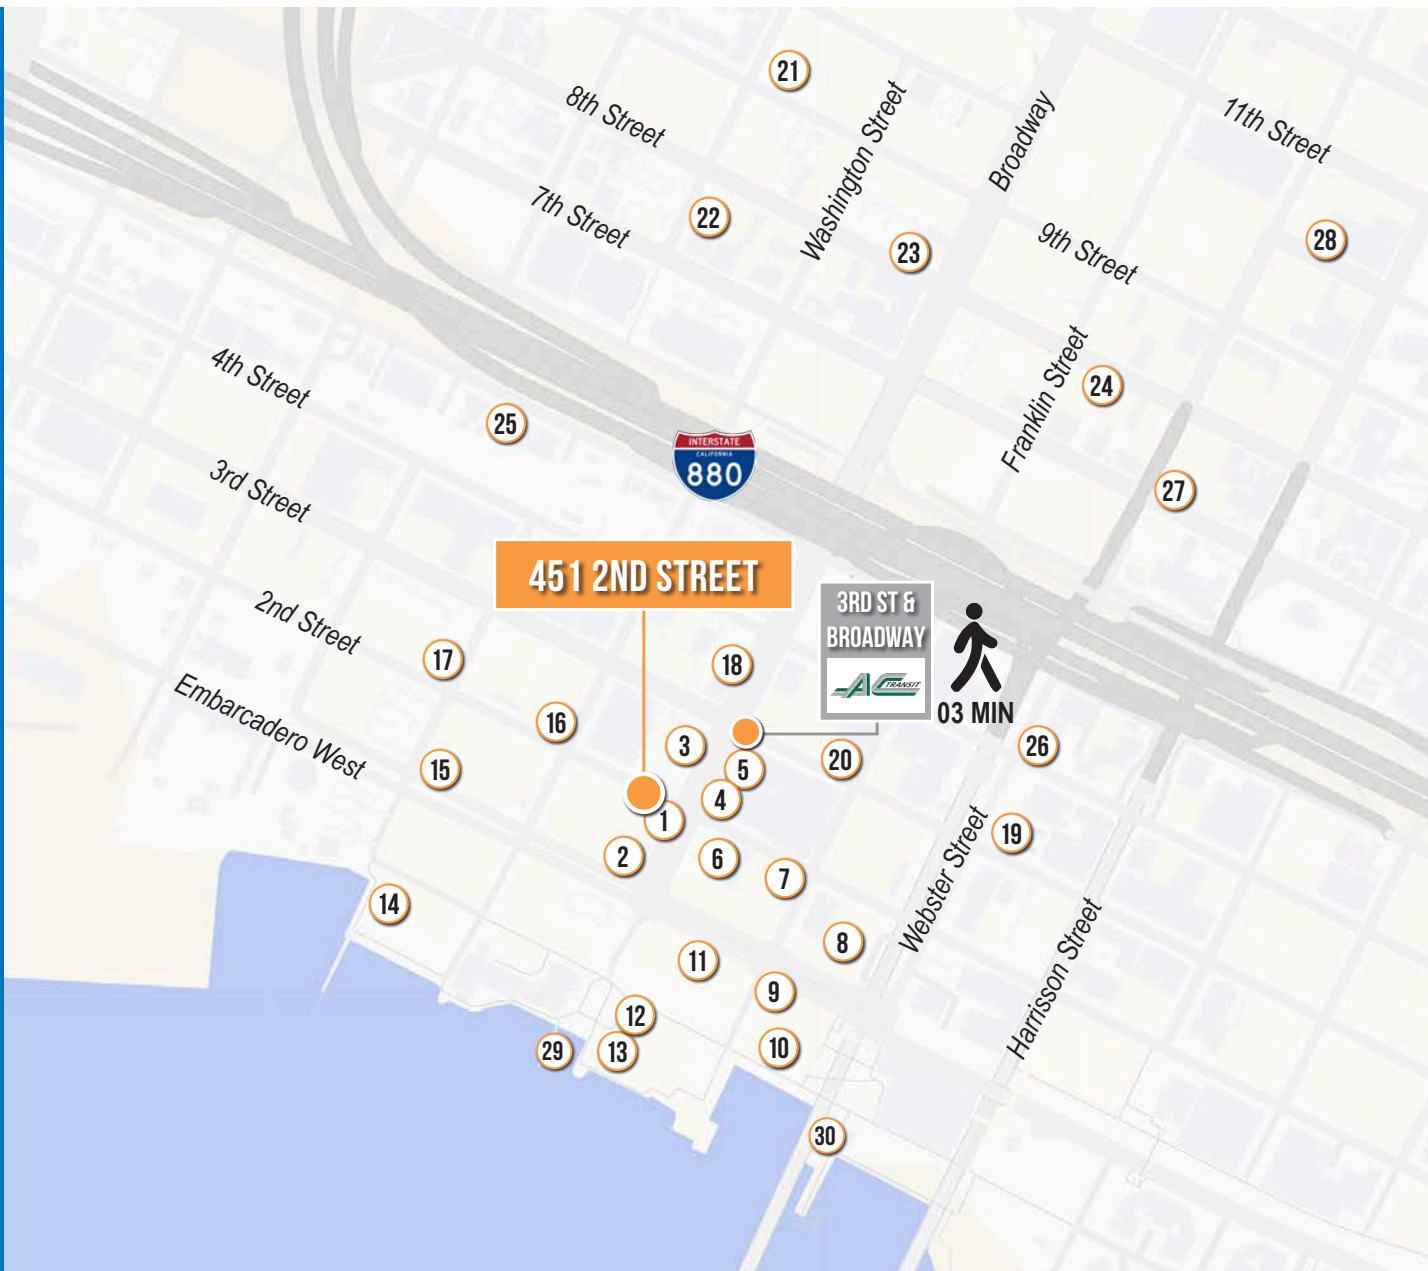 21
8th Street
Washington Street
Broadway
11th Street
7th Street
22
23
9th Street
28
4th Street
Franklin Street
24
25
INTERSTATE
CALIFORNIA
880
3rd Street
27
451 2ND STREET
2nd Street
3RD ST &
BROADWAY
AC TRANSIT
03 MIN
17
18
Embarcadero West
16
3
26
15
5
20
4
1
19
2
6
7
Webster Street
14
8
11
9
Harrisson Street
12
29
13
10
30